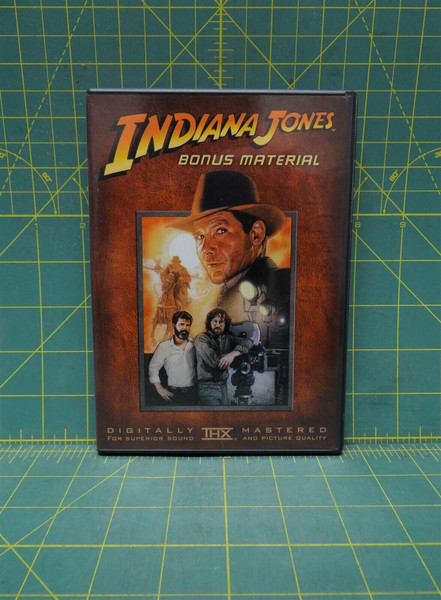 INDIANA JONES
BONUS MATERIAL
DIGITALLY THX MASTERED
FOR SUPERIOR SOUND AND PICTURE QUALITY